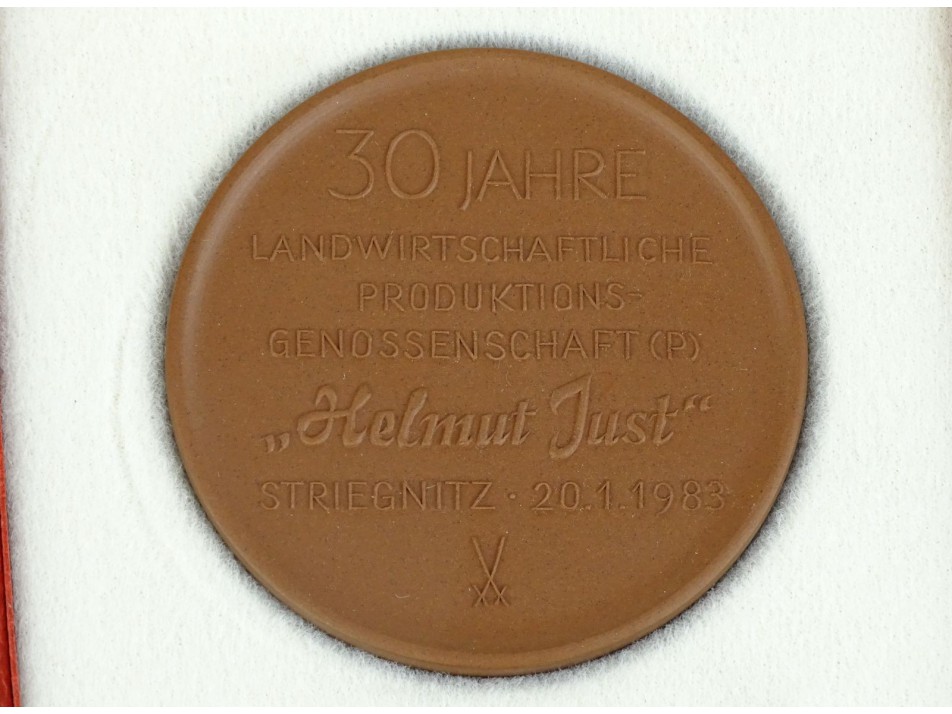 30 JAHRE
LANDWIRTSCHAFTLICHE
PRODUKTIONS-
GENOSSENSCHAFT (P)
„Helmut Just“
STRIEGNITZ · 20.1.1983